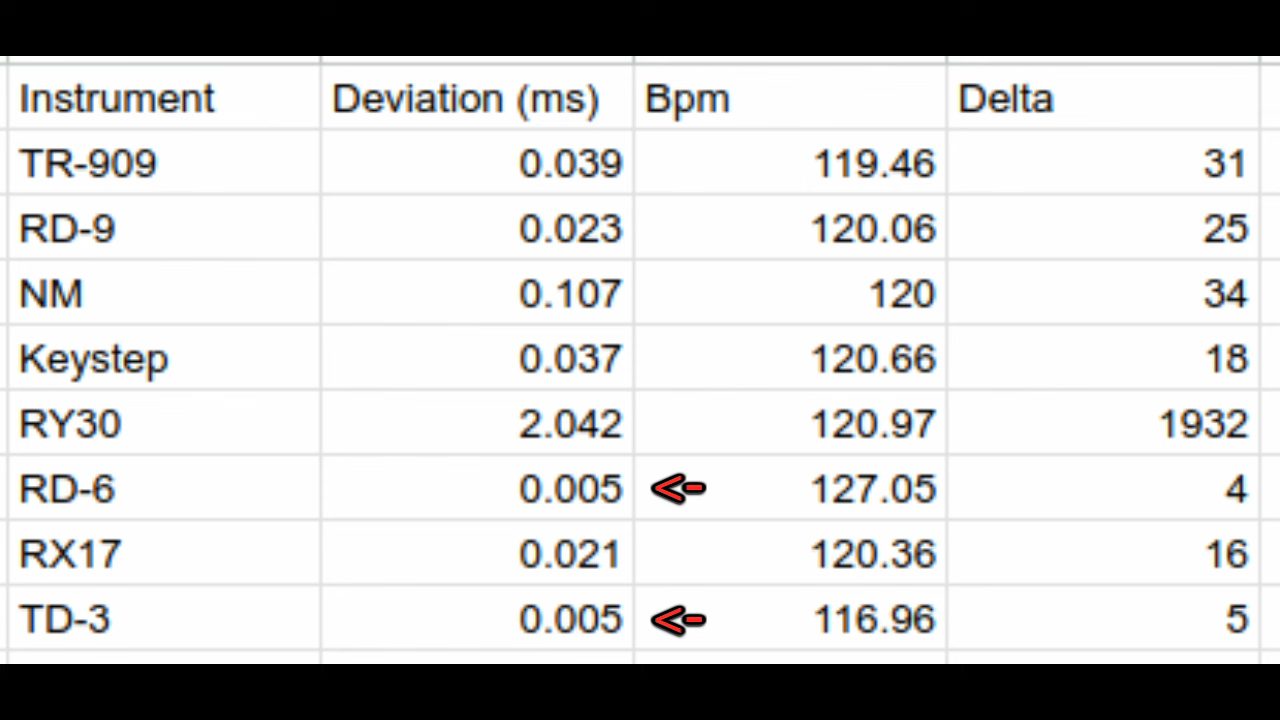 Instrument Deviation (ms) Bpm Delta
TR-909 0.039 119.46 31
RD-9 0.023 120.06 25
NM 0.107 120 34
Keystep 0.037 120.66 18
RY30 2.042 120.97 1932
RD-6 0.005 127.05 4
RX17 0.021 120.36 16
TD-3 0.005 116.96 5